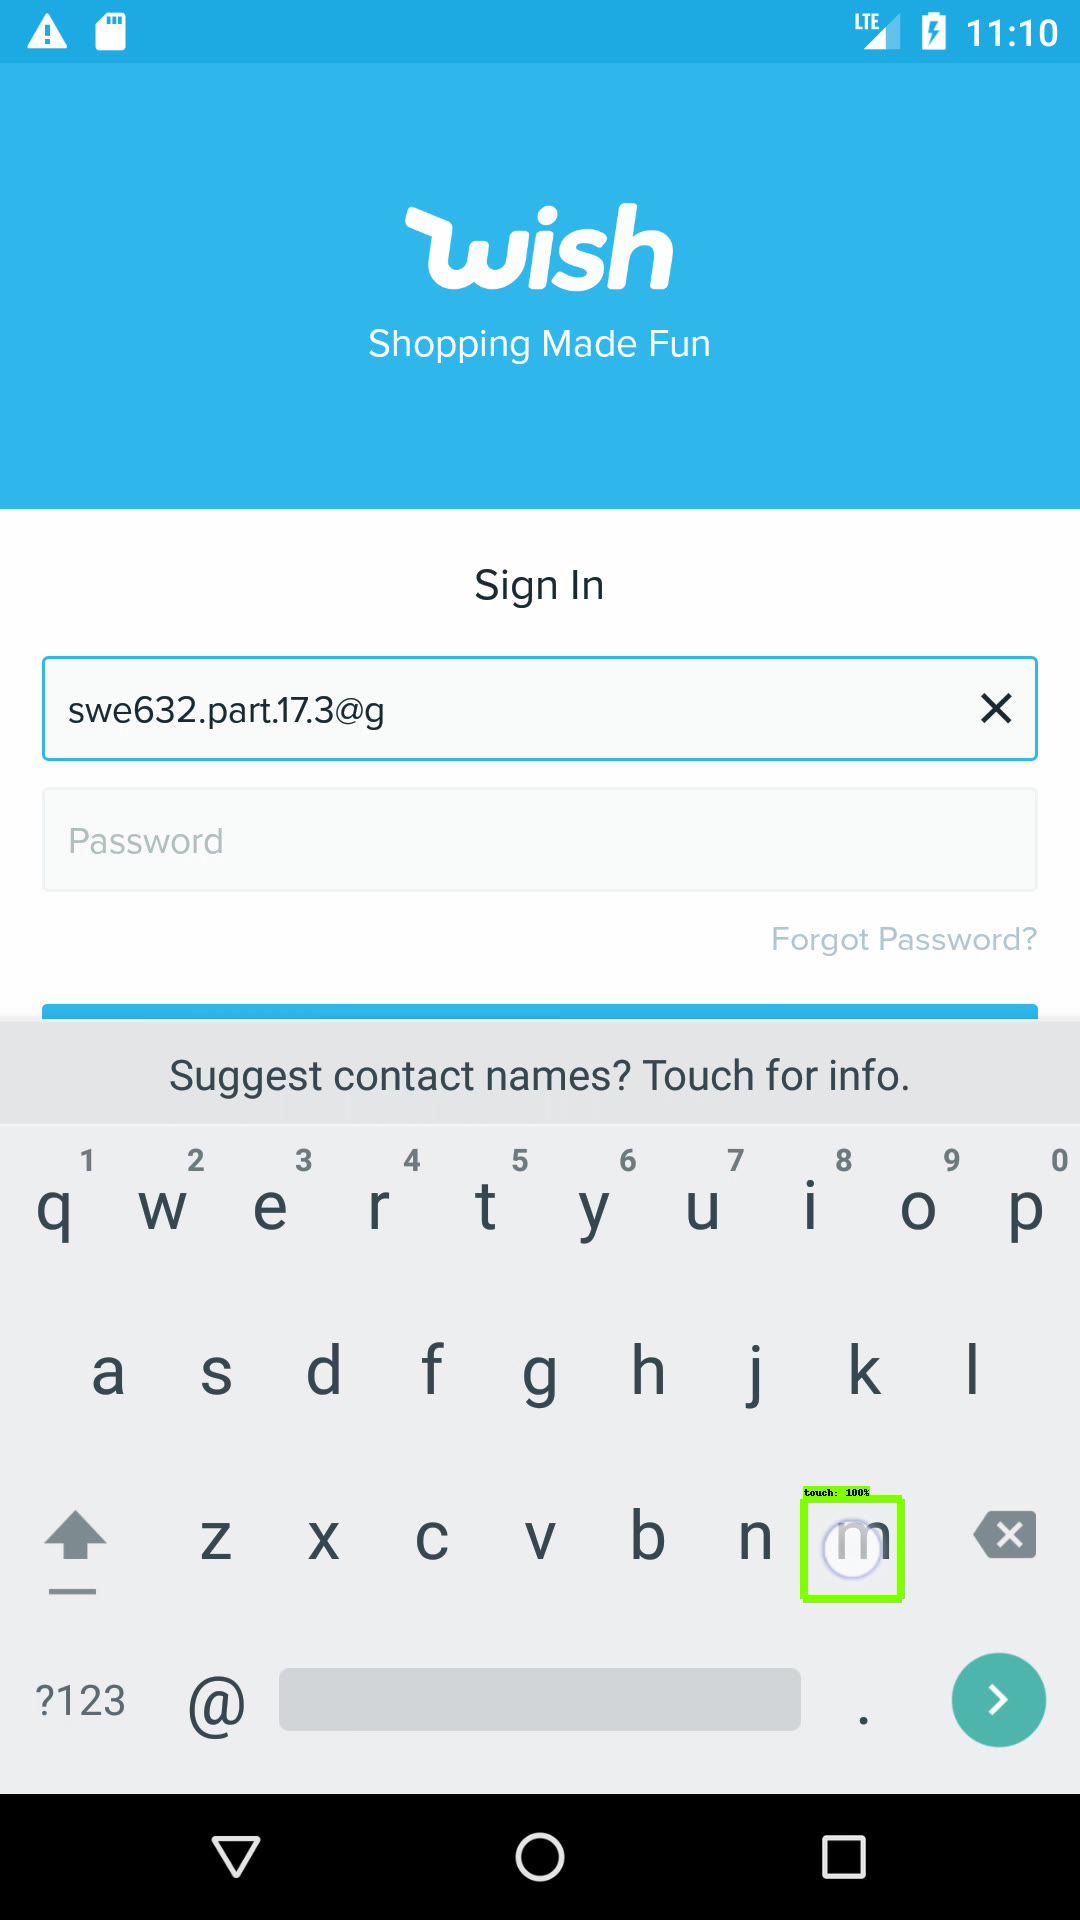 LTE 11:10
wish
Shopping Made Fun
Sign In
swe632.part.17.3@g
Password
Forgot Password?
Suggest contact names? Touch for info.
1 2 3 4 5 6 7 8 9 0
q w e r t y u i o p
a s d f g h j k l
touch: 100%
z x c v b n m
?123 @ .